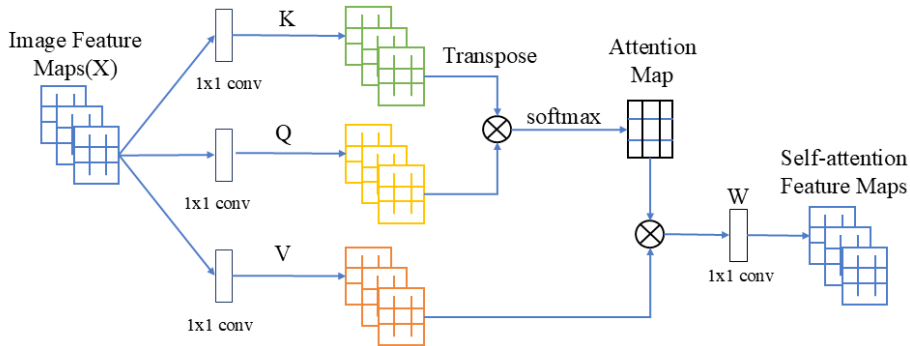 Image Feature
Maps(X)
K
1x1 conv
Transpose
Attention
Map
Q
1x1 conv
softmax
Self-attention
Feature Maps
V
1x1 conv
W
1x1 conv